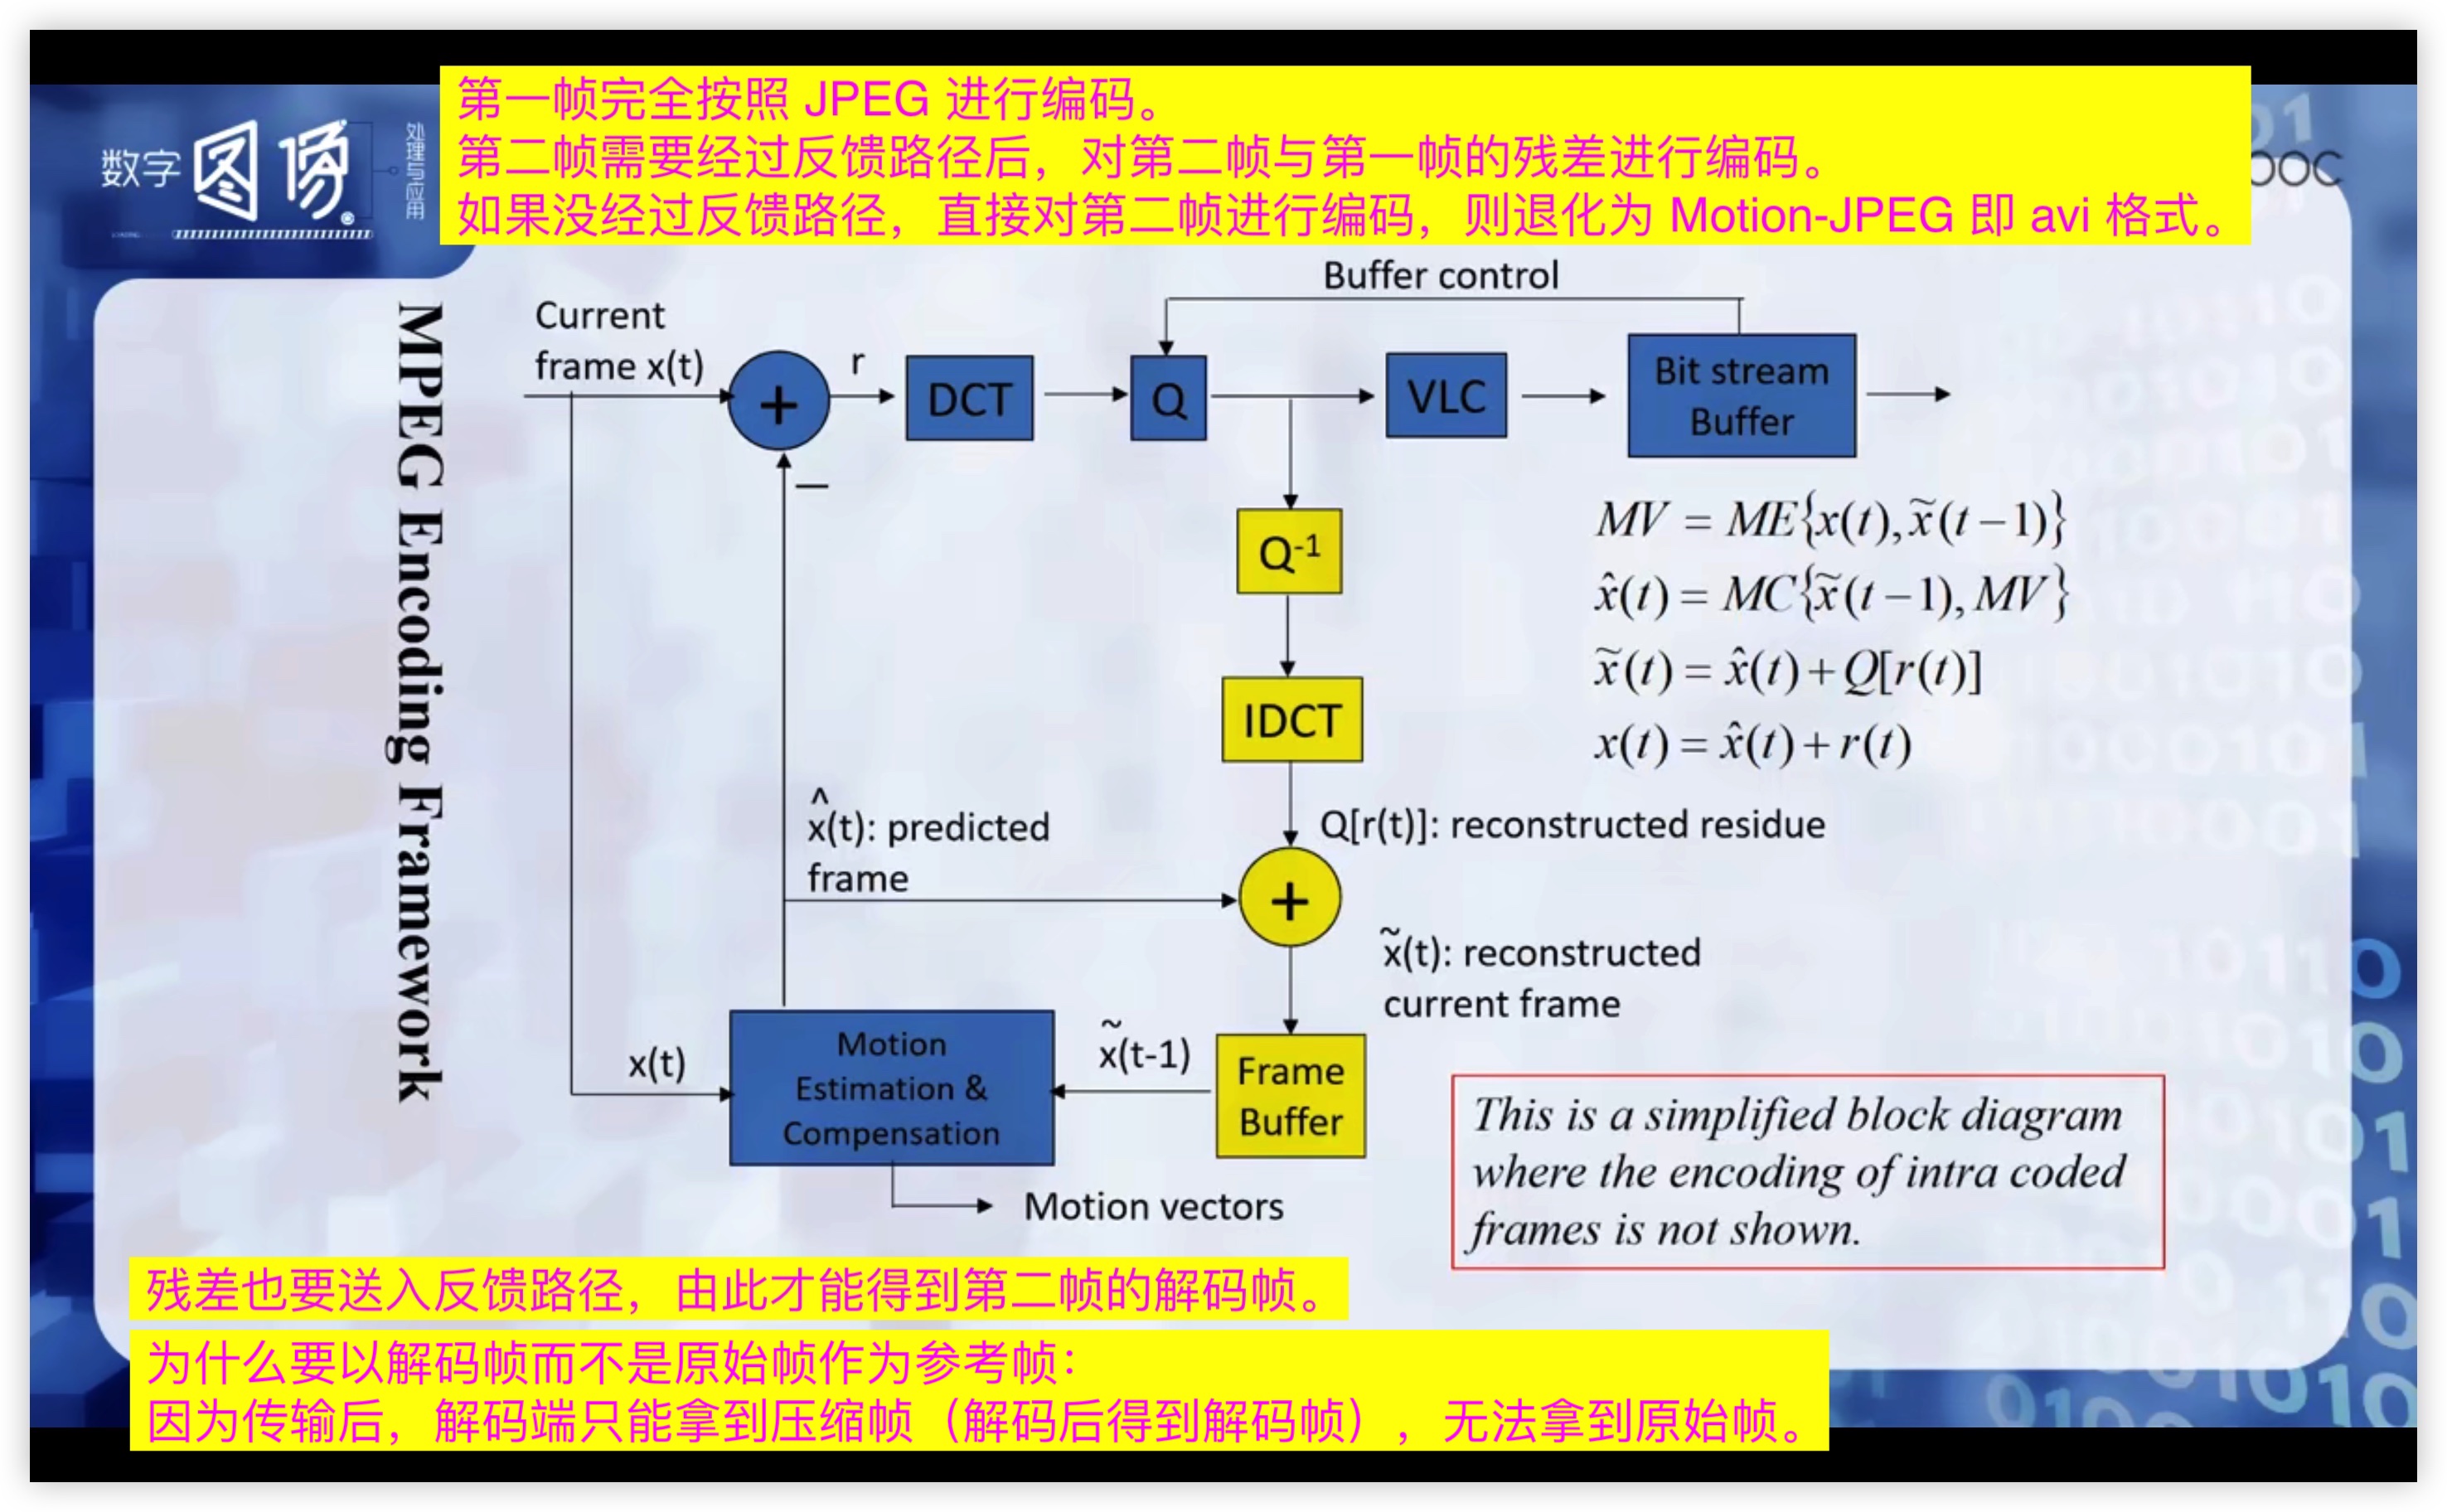 第一帧完全按照 JPEG 进行编码。
第二帧需要经过反馈路径后，对第二帧与第一帧的残差进行编码。
如果没经过反馈路径，直接对第二帧进行编码，则退化为 Motion-JPEG 即 avi 格式。
数字
图像
处理与应用
OOC
MPEG Encoding Framework
Buffer control
Current
frame x(t)
+
r
DCT
Q
VLC
Bit stream
Buffer
−
Q⁻¹
MV = ME{x(t), x̃(t−1)}
x̂(t) = MC{x̃(t−1), MV}
x̃(t) = x̂(t) + Q[r(t)]
x(t) = x̂(t) + r(t)
IDCT
x̂(t): predicted
frame
Q[r(t)]: reconstructed residue
+
x̃(t): reconstructed
current frame
x(t)
Motion
Estimation &
Compensation
x̃(t-1)
Frame
Buffer
Motion vectors
This is a simplified block diagram
where the encoding of intra coded
frames is not shown.
残差也要送入反馈路径，由此才能得到第二帧的解码帧。
为什么要以解码帧而不是原始帧作为参考帧：
因为传输后，解码端只能拿到压缩帧（解码后得到解码帧），无法拿到原始帧。